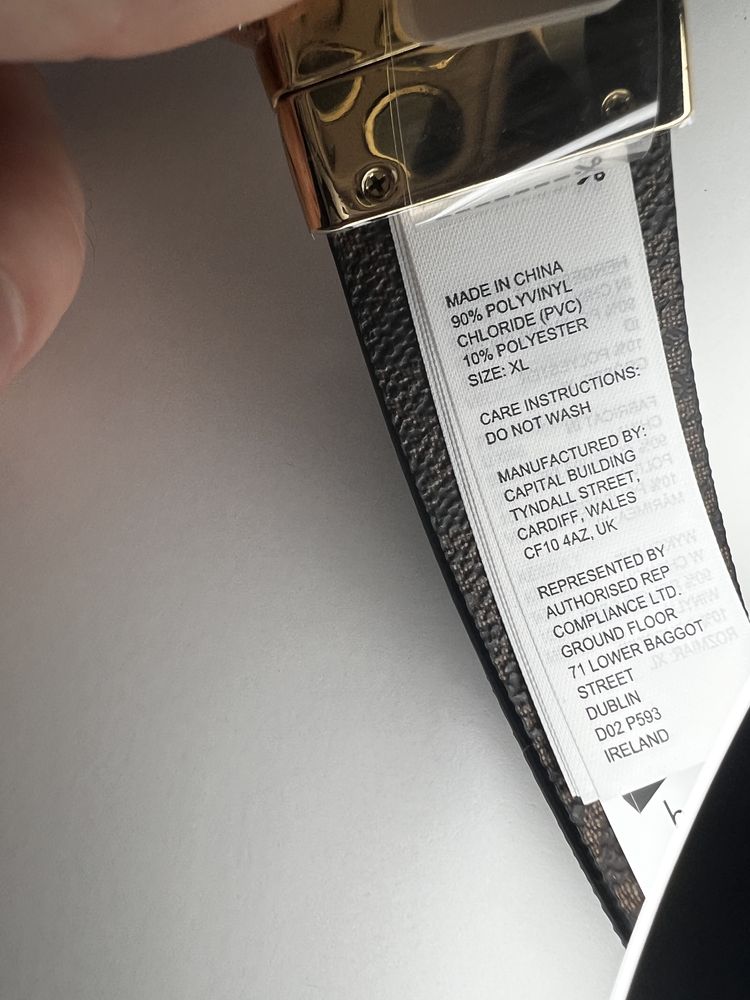 MADE IN CHINA
90% POLYVINYL
CHLORIDE (PVC)
10% POLYESTER
SIZE: XL
CARE INSTRUCTIONS:
DO NOT WASH
MANUFACTURED BY:
CAPITAL BUILDING
TYNDALL STREET,
CARDIFF, WALES
CF10 4AZ, UK
REPRESENTED BY
AUTHORISED REP
COMPLIANCE LTD.
GROUND FLOOR
71 LOWER BAGGOT
STREET
DUBLIN
D02 P593
IRELAND